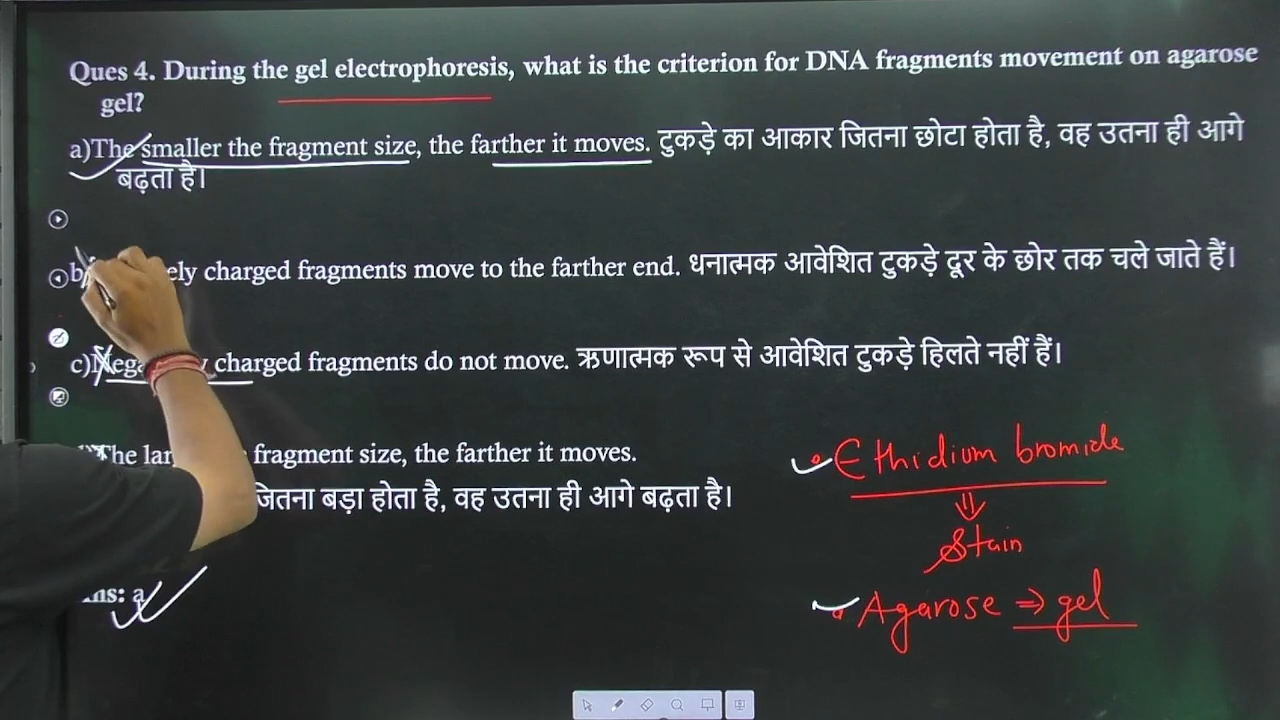 Ques 4. During the gel electrophoresis, what is the criterion for DNA fragments movement on agarose
gel?
a)The smaller the fragment size, the farther it moves. टुकड़े का आकार जितना छोटा होता है, वह उतना ही आगे
बढ़ता है।
b) charged fragments move to the farther end. धनात्मक आवेशित टुकड़े दूर के छोर तक चले जाते हैं।
c) charged fragments do not move. ऋणात्मक रूप से आवेशित टुकड़े हिलते नहीं हैं।
The fragment size, the farther it moves.
जितना बड़ा होता है, वह उतना ही आगे बढ़ता है।
Ethidium bromide
Stain
Agarose ⇒ gel
a